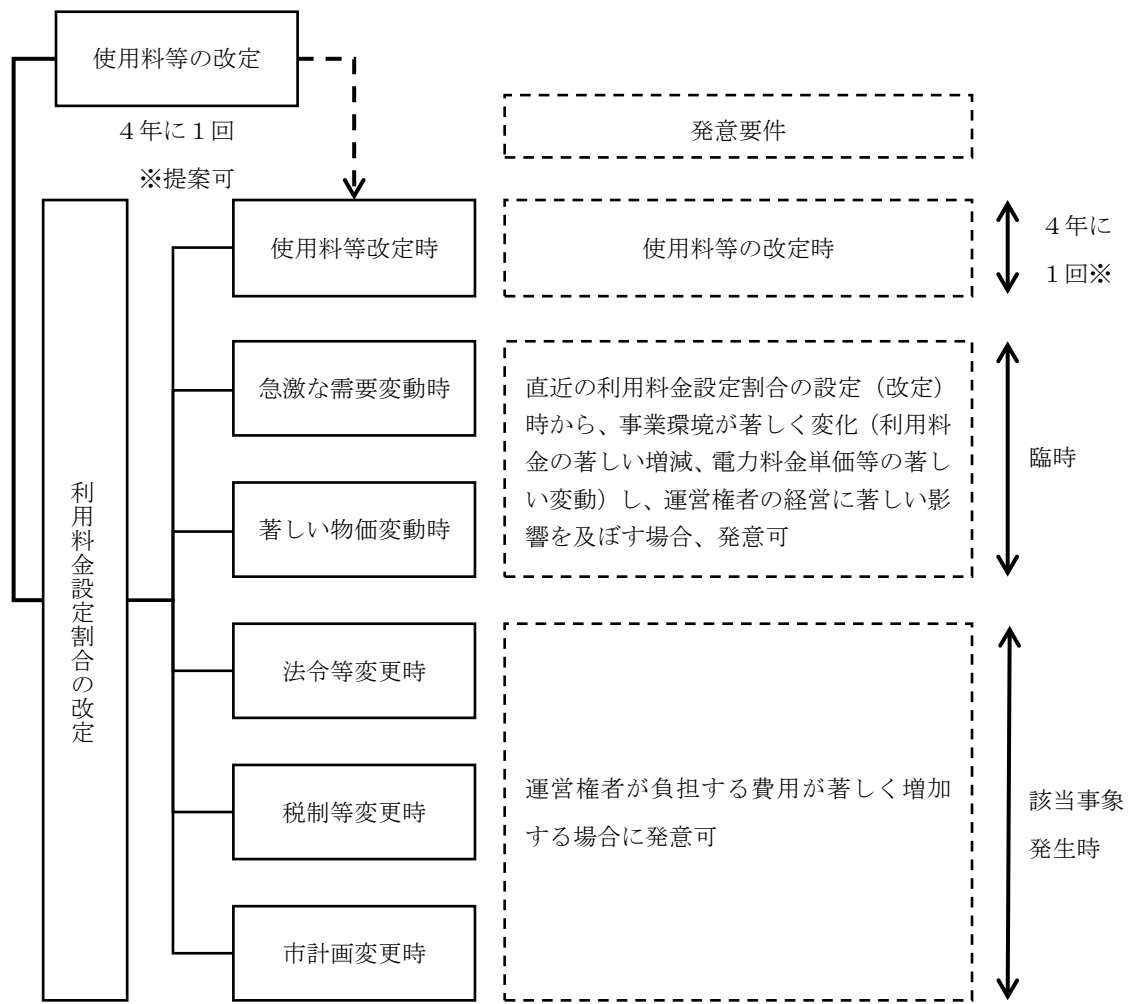 使用料等の改定
４年に１回
※提案可
発意要件
使用料等改定時
使用料等の改定時
４年に
１回※
急激な需要変動時
著しい物価変動時
直近の利用料金設定割合の設定（改定）
時から、事業環境が著しく変化（利用料
金の著しい増減、電力料金単価等の著し
い変動）し、運営権者の経営に著しい影
響を及ぼす場合、発意可
臨時
利用料金設定割合の改定
法令等変更時
税制等変更時
市計画変更時
運営権者が負担する費用が著しく増加
する場合に発意可
該当事象
発生時